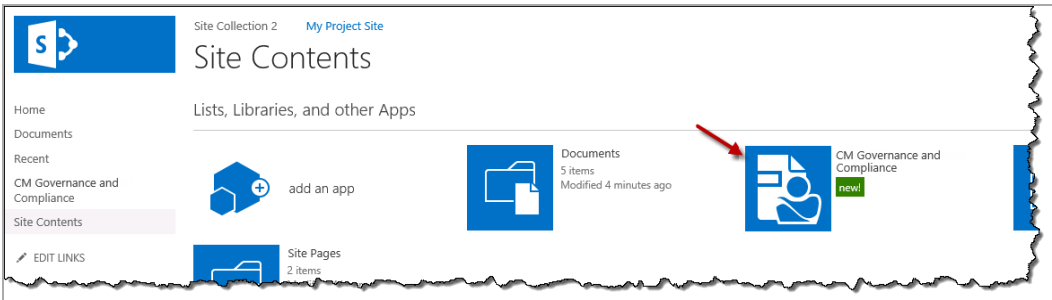 S
Site Collection 2 My Project Site
Site Contents
Home
Documents
Recent
CM Governance and
Compliance
Site Contents
EDIT LINKS
Lists, Libraries, and other Apps
add an app
Documents
5 items
Modified 4 minutes ago
CM Governance and
Compliance
new!
Site Pages
2 items